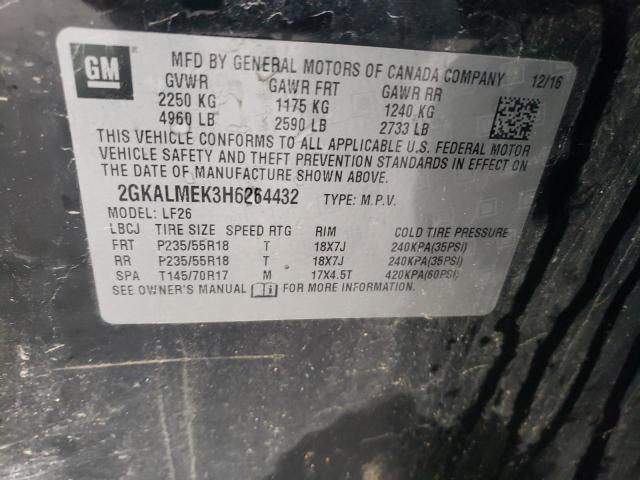 GM
MFD BY GENERAL MOTORS OF CANADA COMPANY 12/16
GVWR GAWR FRT GAWR RR
2250 KG 1175 KG 1240 KG
4960 LB 2590 LB 2733 LB
THIS VEHICLE CONFORMS TO ALL APPLICABLE U.S. FEDERAL MOTOR
VEHICLE SAFETY AND THEFT PREVENTION STANDARDS IN EFFECT ON
THE DATE OF MANUFACTURE SHOWN ABOVE.
2GKALMEK3H6264432 TYPE: M.P.V.
MODEL: LF26
LBCJ TIRE SIZE SPEED RTG RIM COLD TIRE PRESSURE
FRT P235/55R18 T 18X7J 240KPA(35PSI)
RR P235/55R18 T 18X7J 240KPA(35PSI)
SPA T145/70R17 M 17X4.5T 420KPA(60PSI)
SEE OWNER'S MANUAL FOR MORE INFORMATION.